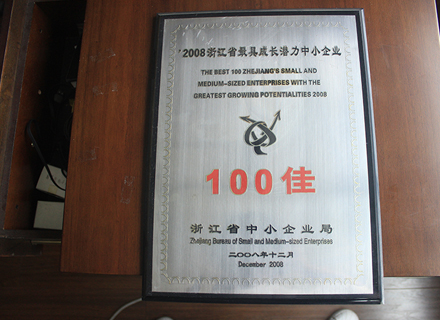 2008浙江省最具成长潜力中小企业
THE BEST 100 ZHEJIANG'S SMALL AND
MEDIUM-SIZED ENTERPRISES WITH THE
GREATEST GROWING POTENTIALITIES 2008
100佳
浙江省中小企业局
Zhejiang Bureau of Small and Medium-sized Enterprises
二〇〇八年十二月
December 2008